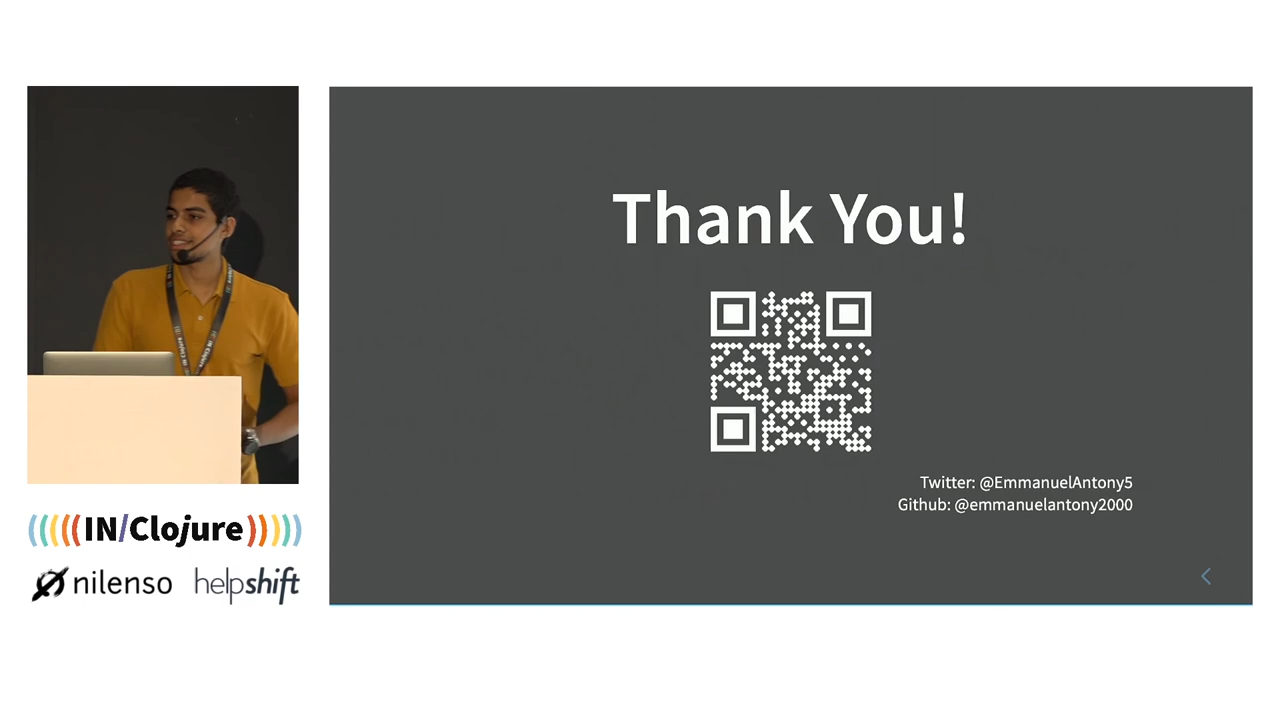 Thank You!
Twitter: @EmmanuelAntony5
Github: @emmanuelantony2000
((((( IN/Clojure )))))
nilenso helpshift